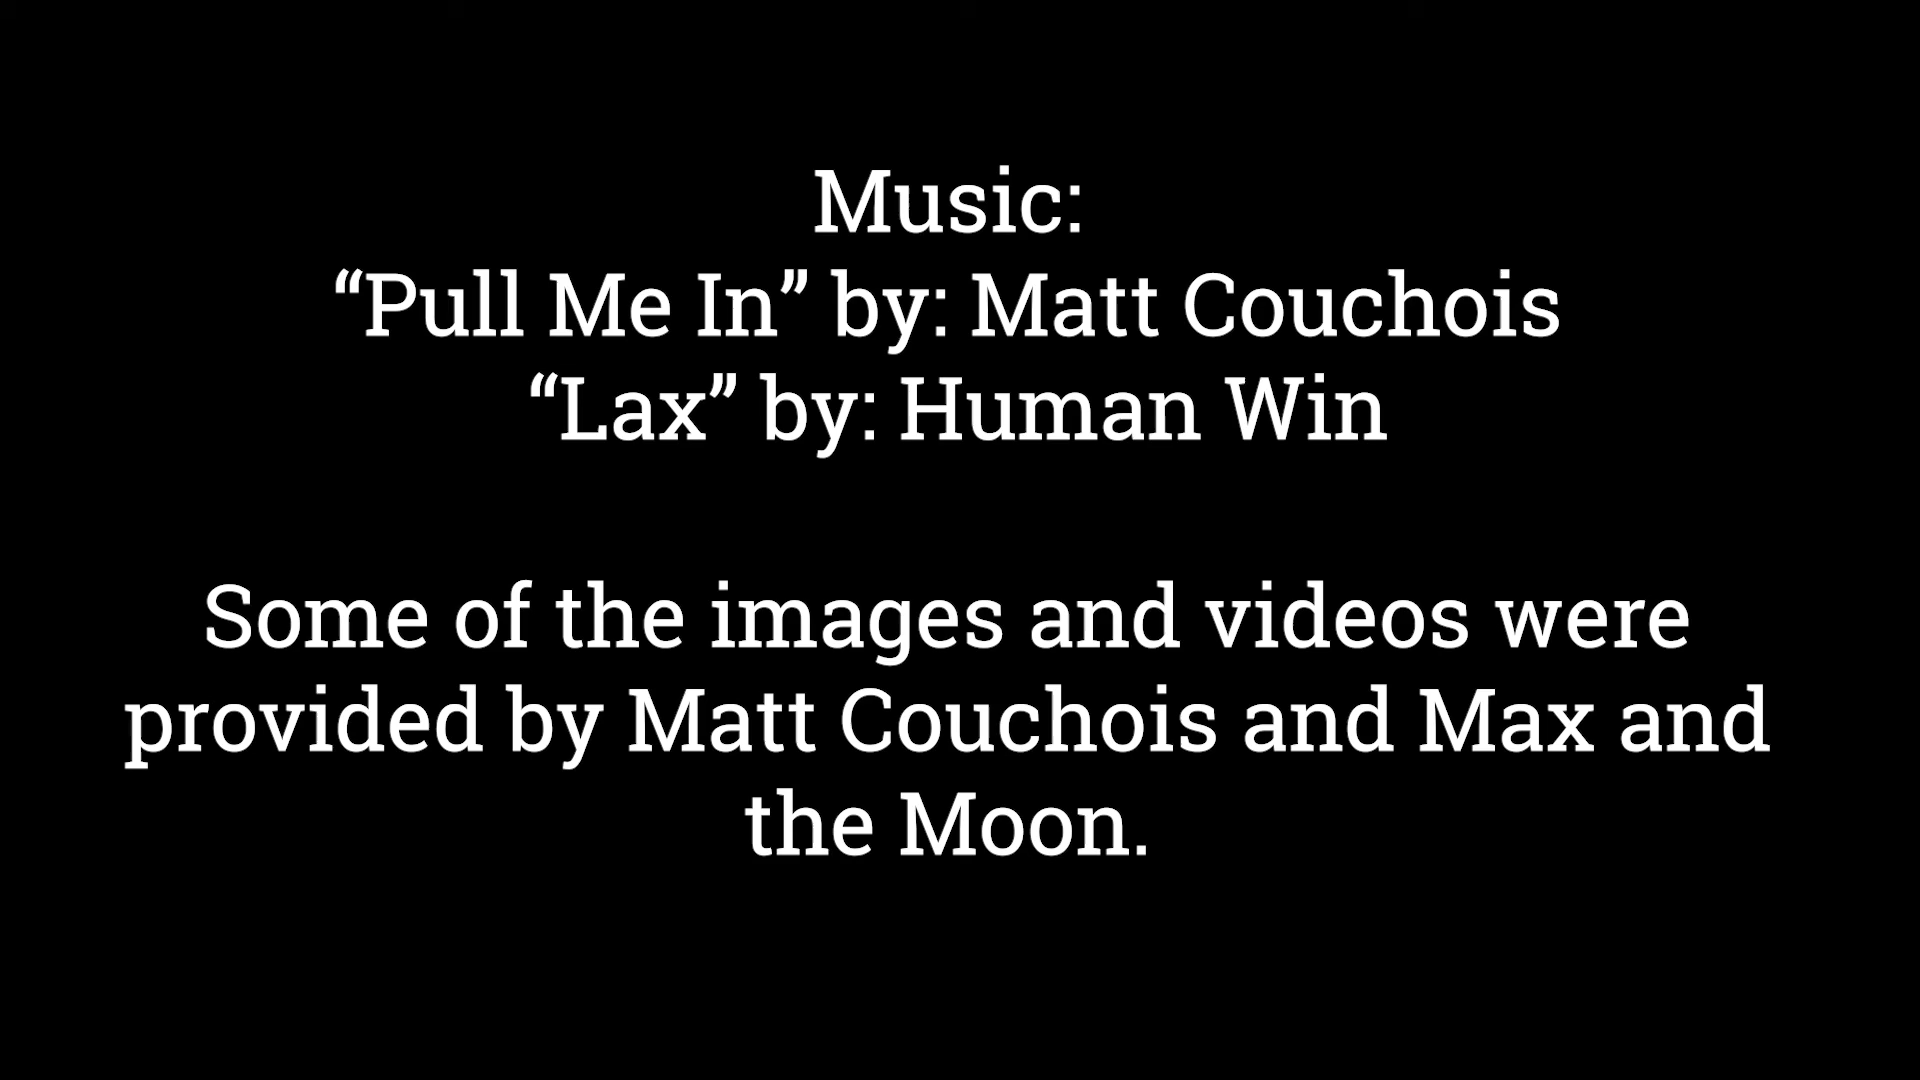 Music:
“Pull Me In” by: Matt Couchois
“Lax” by: Human Win
Some of the images and videos were
provided by Matt Couchois and Max and
the Moon.